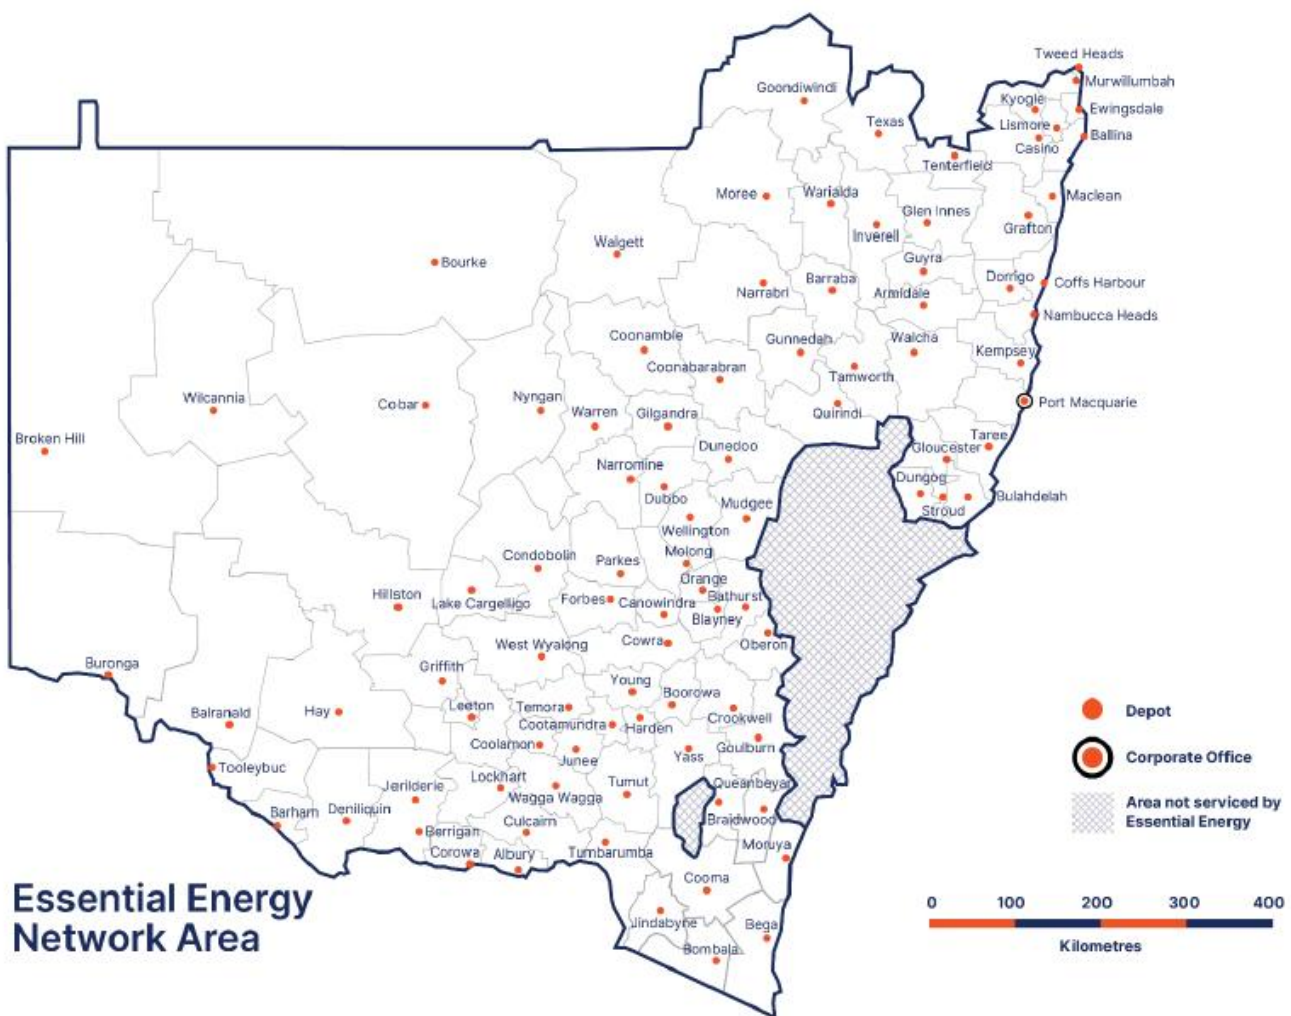 Tweed Heads
Murwillumbah
Goondiwindi
Kyogle
Ewingsdale
Texas
Lismore
Ballina
Casino
Tenterfield
Moree
Warialda
Maclean
Glen Innes
Grafton
Inverell
Walgett
Bourke
Guyra
Barraba
Dorrigo
Coffs Harbour
Narrabri
Armidale
Nambucca Heads
Coonamble
Gunnedah
Walcha
Kempsey
Coonabarabran
Tamworth
Wilcannia
Cobar
Nyngan
Warren
Gilgandra
Quirindi
Port Macquarie
Broken Hill
Taree
Dunedoo
Gloucester
Narromine
Dungog
Dubbo
Mudgee
Bulahdelah
Stroud
Wellington
Molong
Condobolin
Parkes
Orange
Hillston
Lake Cargelligo
Forbes
Canowindra
Bathurst
Blayney
West Wyalong
Cowra
Oberon
Buronga
Griffith
Young
Boorowa
Balranald
Hay
Leeton
Temora
Cootamundra
Harden
Crookwell
Coolamon
Junee
Yass
Goulburn
Tooleybuc
Jerilderie
Lockhart
Wagga Wagga
Tumut
Queanbeyan
Barham
Deniliquin
Berrigan
Culcairn
Braidwood
Corowa
Albury
Tumbarumba
Moruya
Cooma
Jindabyne
Bega
Bombala
Depot
Corporate Office
Area not serviced by
Essential Energy
0 100 200 300 400
Kilometres
Essential Energy
Network Area